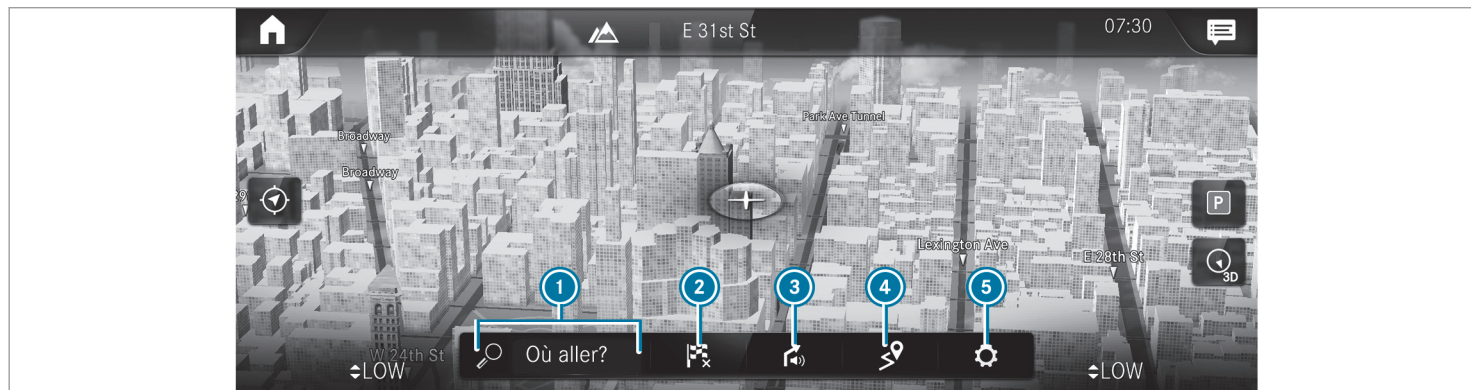 E 31st St
07:30
Park Ave Tunnel
Broadway
Broadway
29
P
Lexington Ave
E 28th St
3D
1
2
3
4
5
W 24th St
Où aller?
LOW
LOW